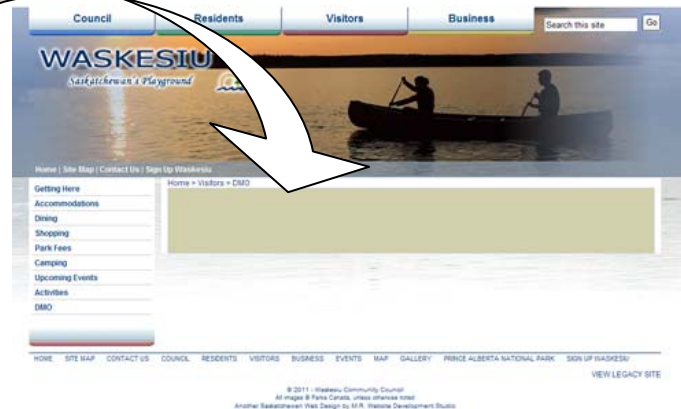 Council Residents Visitors Business Search this site Go
WASKESIU
Saskatchewan's Playground
Home | Site Map | Contact Us | Sign Up Waskesiu
Home > Visitors > DMO
Getting Here
Accommodations
Dining
Shopping
Park Fees
Camping
Upcoming Events
Activities
DMO
HOME SITE MAP CONTACT US COUNCIL RESIDENTS VISITORS BUSINESS EVENTS MAP GALLERY PRINCE ALBERTA NATIONAL PARK SIGN UP WASKESIU
VIEW LEGACY SITE
© 2011 - Waskesiu Community Council
All images © Parks Canada, unless otherwise noted
Another Saskatchewan Web Design by M.R. Website Development Studio